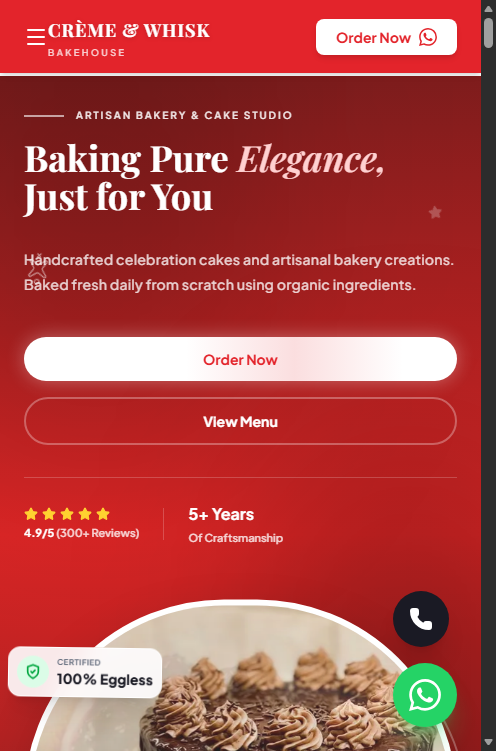 CRÈME & WHISK
BAKEHOUSE
Order Now
ARTISAN BAKERY & CAKE STUDIO
Baking Pure Elegance,
Just for You
Handcrafted celebration cakes and artisanal bakery creations.
Baked fresh daily from scratch using organic ingredients.
Order Now
View Menu
4.9/5 (300+ Reviews)
5+ Years
Of Craftsmanship
CERTIFIED
100% Eggless